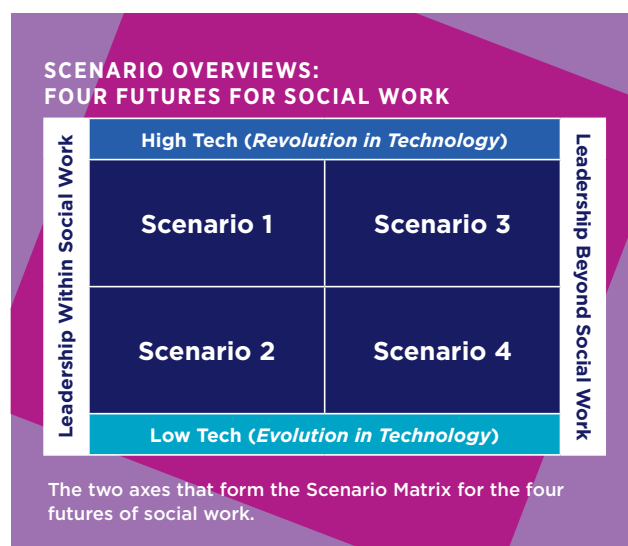 SCENARIO OVERVIEWS:
FOUR FUTURES FOR SOCIAL WORK
High Tech (Revolution in Technology)
Leadership Within Social Work
Scenario 1
Scenario 3
Leadership Beyond Social Work
Scenario 2
Scenario 4
Low Tech (Evolution in Technology)
The two axes that form the Scenario Matrix for the four
futures of social work.